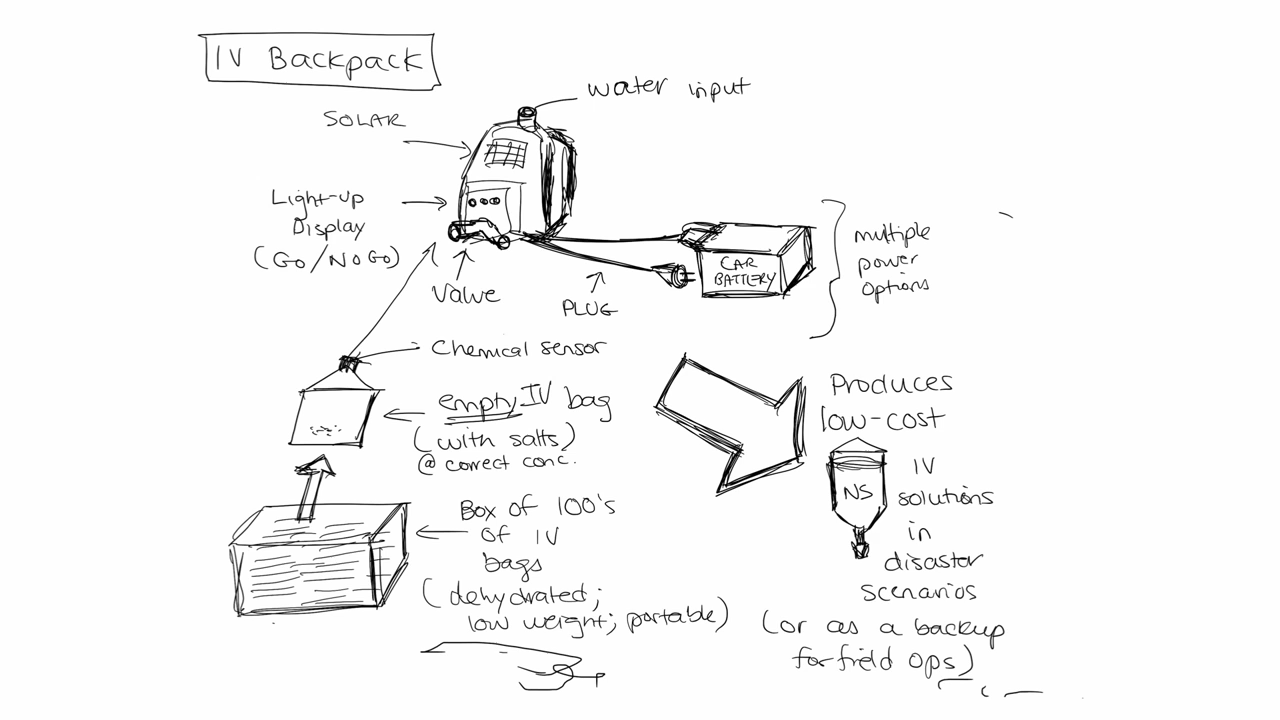 IV Backpack
water input
SOLAR
Light-up
Display
(GO/NOGO)
Valve
PLUG
CAR
BATTERY
multiple
power
options
Chemical sensor
empty IV bag
(with salts)
@ correct conc.
Box of 100's
of IV
bags
(dehydrated;
low weight; portable)
Produces
low-cost
NS
IV
solutions
in
disaster
scenarios
(or as a backup
for field ops)